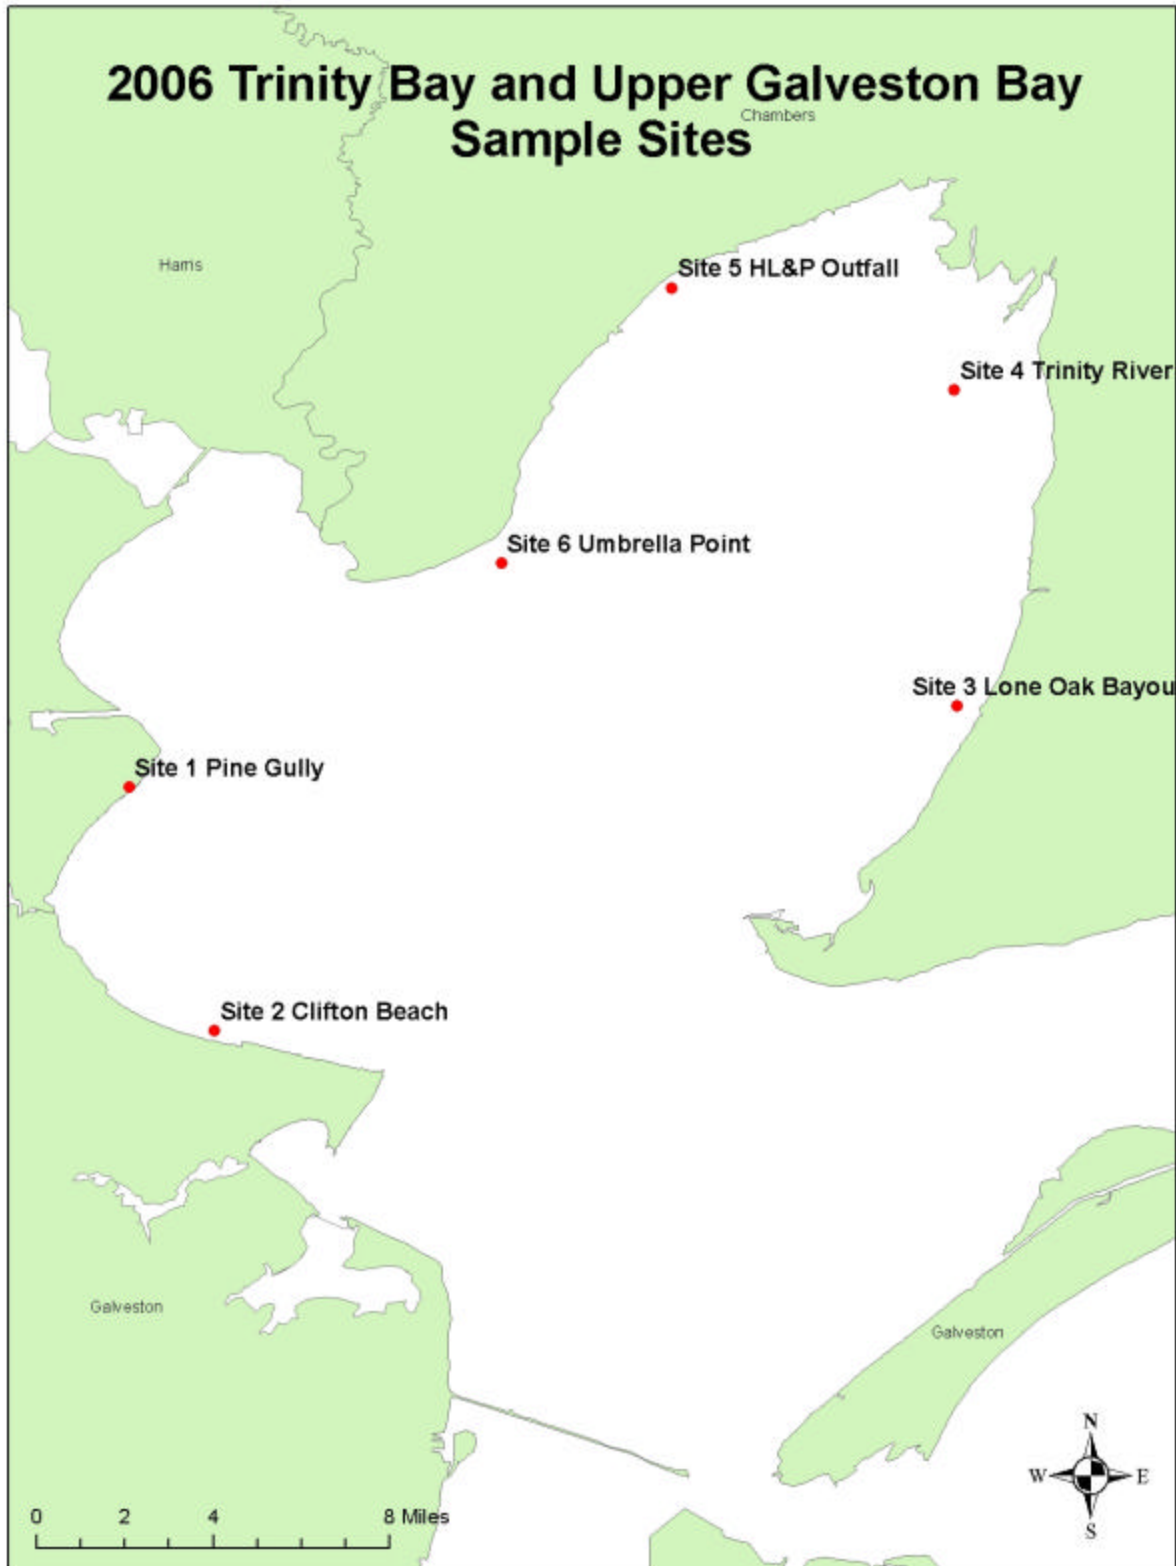 2006 Trinity Bay and Upper Galveston Bay
Sample Sites
Chambers
Harris
Site 5 HL&P Outfall
Site 4 Trinity River
Site 6 Umbrella Point
Site 3 Lone Oak Bayou
Site 1 Pine Gully
Site 2 Clifton Beach
Galveston
Galveston
N
W E
S
0 2 4 8 Miles